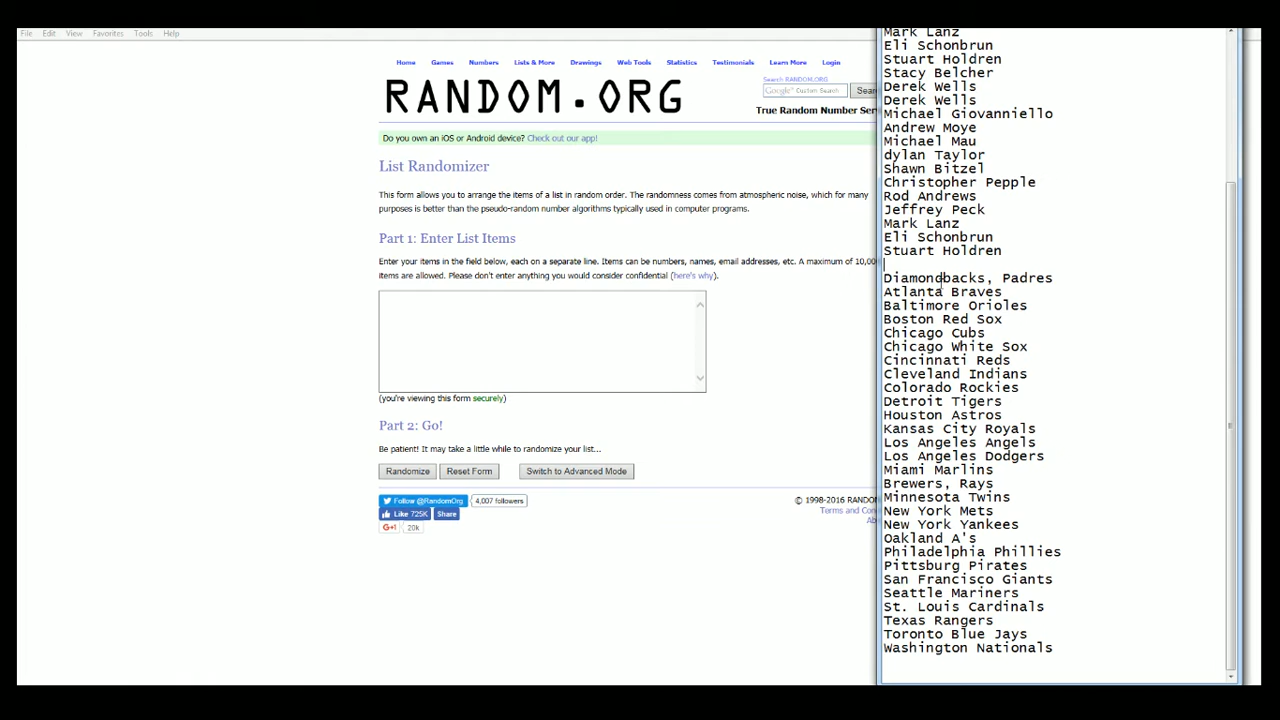 File Edit View Favorites Tools Help
Home Games Numbers Lists & More Drawings Web Tools Statistics Testimonials Learn More Login
RANDOM.ORG
Search RANDOM.ORG
Google Custom Search
True Random Number
Do you own an iOS or Android device? Check out our app!
List Randomizer
This form allows you to arrange the items of a list in random order. The randomness comes from atmospheric noise, which for many
purposes is better than the pseudo-random number algorithms typically used in computer programs.
Part 1: Enter List Items
Enter your items in the field below, each on a separate line. Items can be numbers, names, email addresses, etc. A maximum of
items are allowed. Please don't enter anything you would consider confidential (here's why).
(you're viewing this form securely)
Part 2: Go!
Be patient! It may take a little while to randomize your list...
Randomize Reset Form Switch to Advanced Mode
Follow @RandomOrg 4,007 followers
Like 725K Share
G+1 20k
© 1998-2016
Terms and
Mark Lanz
Eli Schonbrun
Stuart Holdren
Stacy Belcher
Derek Wells
Derek Wells
Michael Giovanniello
Andrew Moye
Michael Mau
dylan Taylor
Shawn Bitzel
Christopher Pepple
Rod Andrews
Jeffrey Peck
Mark Lanz
Eli Schonbrun
Stuart Holdren
Diamondbacks, Padres
Atlanta Braves
Baltimore Orioles
Boston Red Sox
Chicago Cubs
Chicago White Sox
Cincinnati Reds
Cleveland Indians
Colorado Rockies
Detroit Tigers
Houston Astros
Kansas City Royals
Los Angeles Angels
Los Angeles Dodgers
Miami Marlins
Brewers, Rays
Minnesota Twins
New York Mets
New York Yankees
Oakland A's
Philadelphia Phillies
Pittsburg Pirates
San Francisco Giants
Seattle Mariners
St. Louis Cardinals
Texas Rangers
Toronto Blue Jays
Washington Nationals